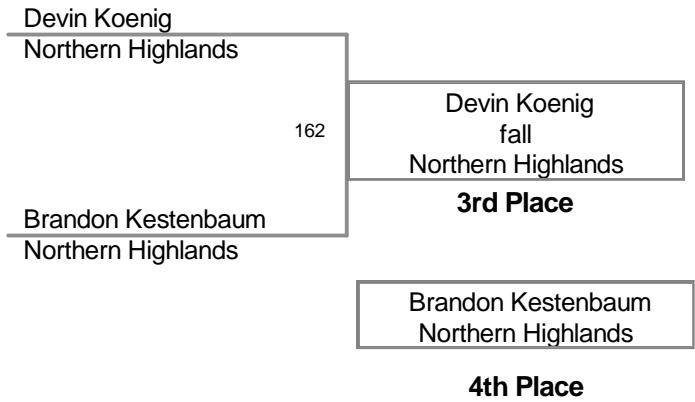 Devin Koenig
Northern Highlands
162
Devin Koenig
fall
Northern Highlands
3rd Place
Brandon Kestenbaum
Northern Highlands
Brandon Kestenbaum
Northern Highlands
4th Place